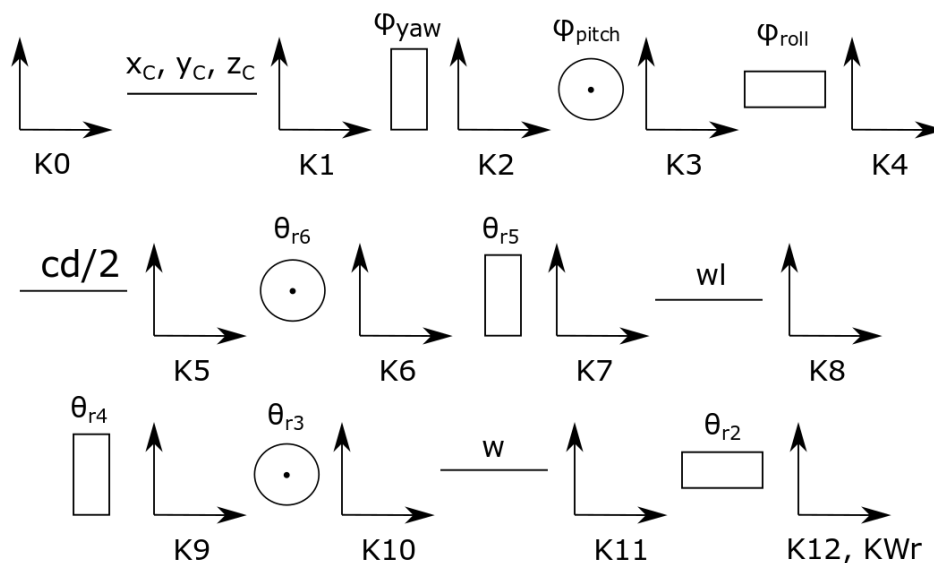 x_C, y_C, z_C φ_yaw φ_pitch φ_roll
K0 K1 K2 K3 K4
cd/2 θ_r6 θ_r5 wl
K5 K6 K7 K8
θ_r4 θ_r3 w θ_r2
K9 K10 K11 K12, KWr